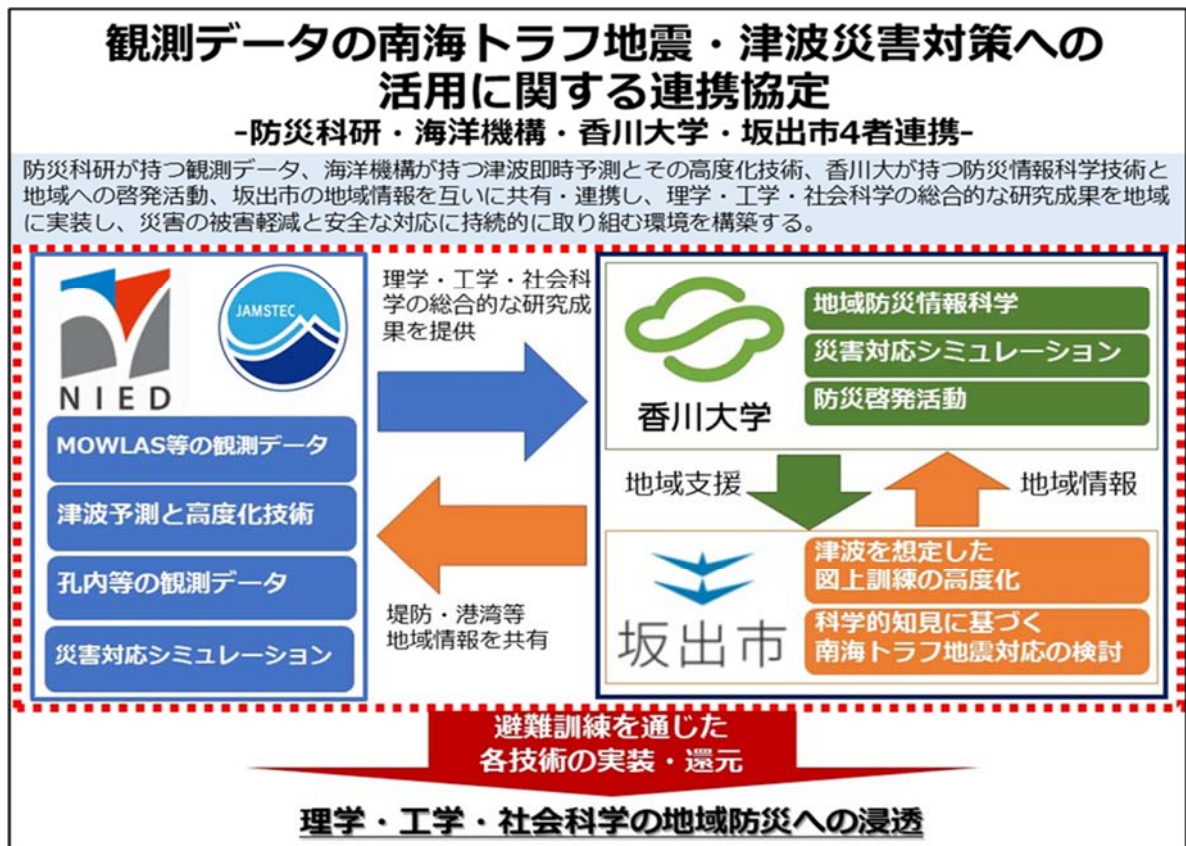 観測データの南海トラフ地震・津波災害対策への
活用に関する連携協定
-防災科研・海洋機構・香川大学・坂出市4者連携-
防災科研が持つ観測データ、海洋機構が持つ津波即時予測とその高度化技術、香川大が持つ防災情報科学技術と
地域への啓発活動、坂出市の地域情報を互いに共有・連携し、理学・工学・社会科学の総合的な研究成果を地域
に実装し、災害の被害軽減と安全な対応に持続的に取り組む環境を構築する。
NIED
JAMSTEC
MOWLAS等の観測データ
津波予測と高度化技術
孔内等の観測データ
災害対応シミュレーション
理学・工学・社会科
学の総合的な研究成
果を提供
堤防・港湾等
地域情報を共有
香川大学
地域防災情報科学
災害対応シミュレーション
防災啓発活動
地域支援
地域情報
坂出市
津波を想定した
図上訓練の高度化
科学的知見に基づく
南海トラフ地震対応の検討
避難訓練を通じた
各技術の実装・還元
理学・工学・社会科学の地域防災への浸透